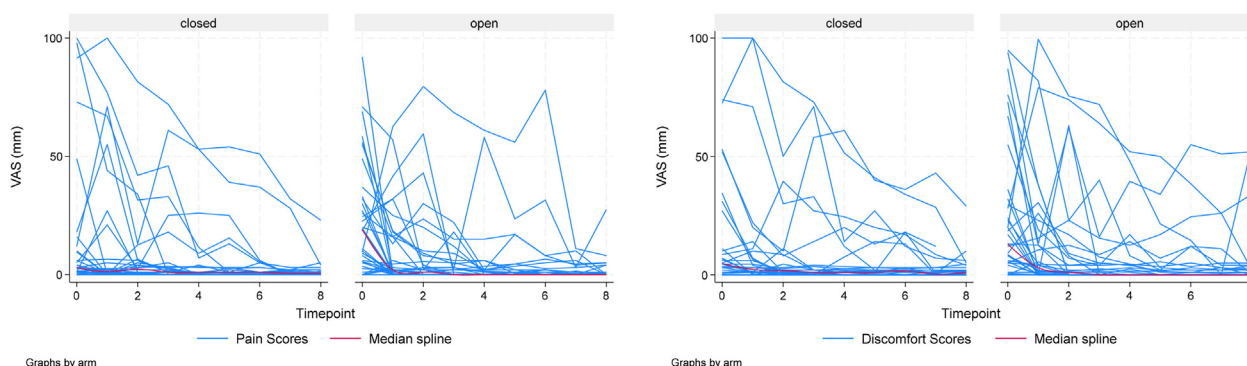 closed open
100
50
0
VAS (mm)
0 2 4 6 8 0 2 4 6 8
Timepoint
Pain Scores Median spline
Graphs by arm
closed open
100
50
0
VAS (mm)
0 2 4 6 8 0 2 4 6
Timepoint
Discomfort Scores Median spline
Graphs by arm